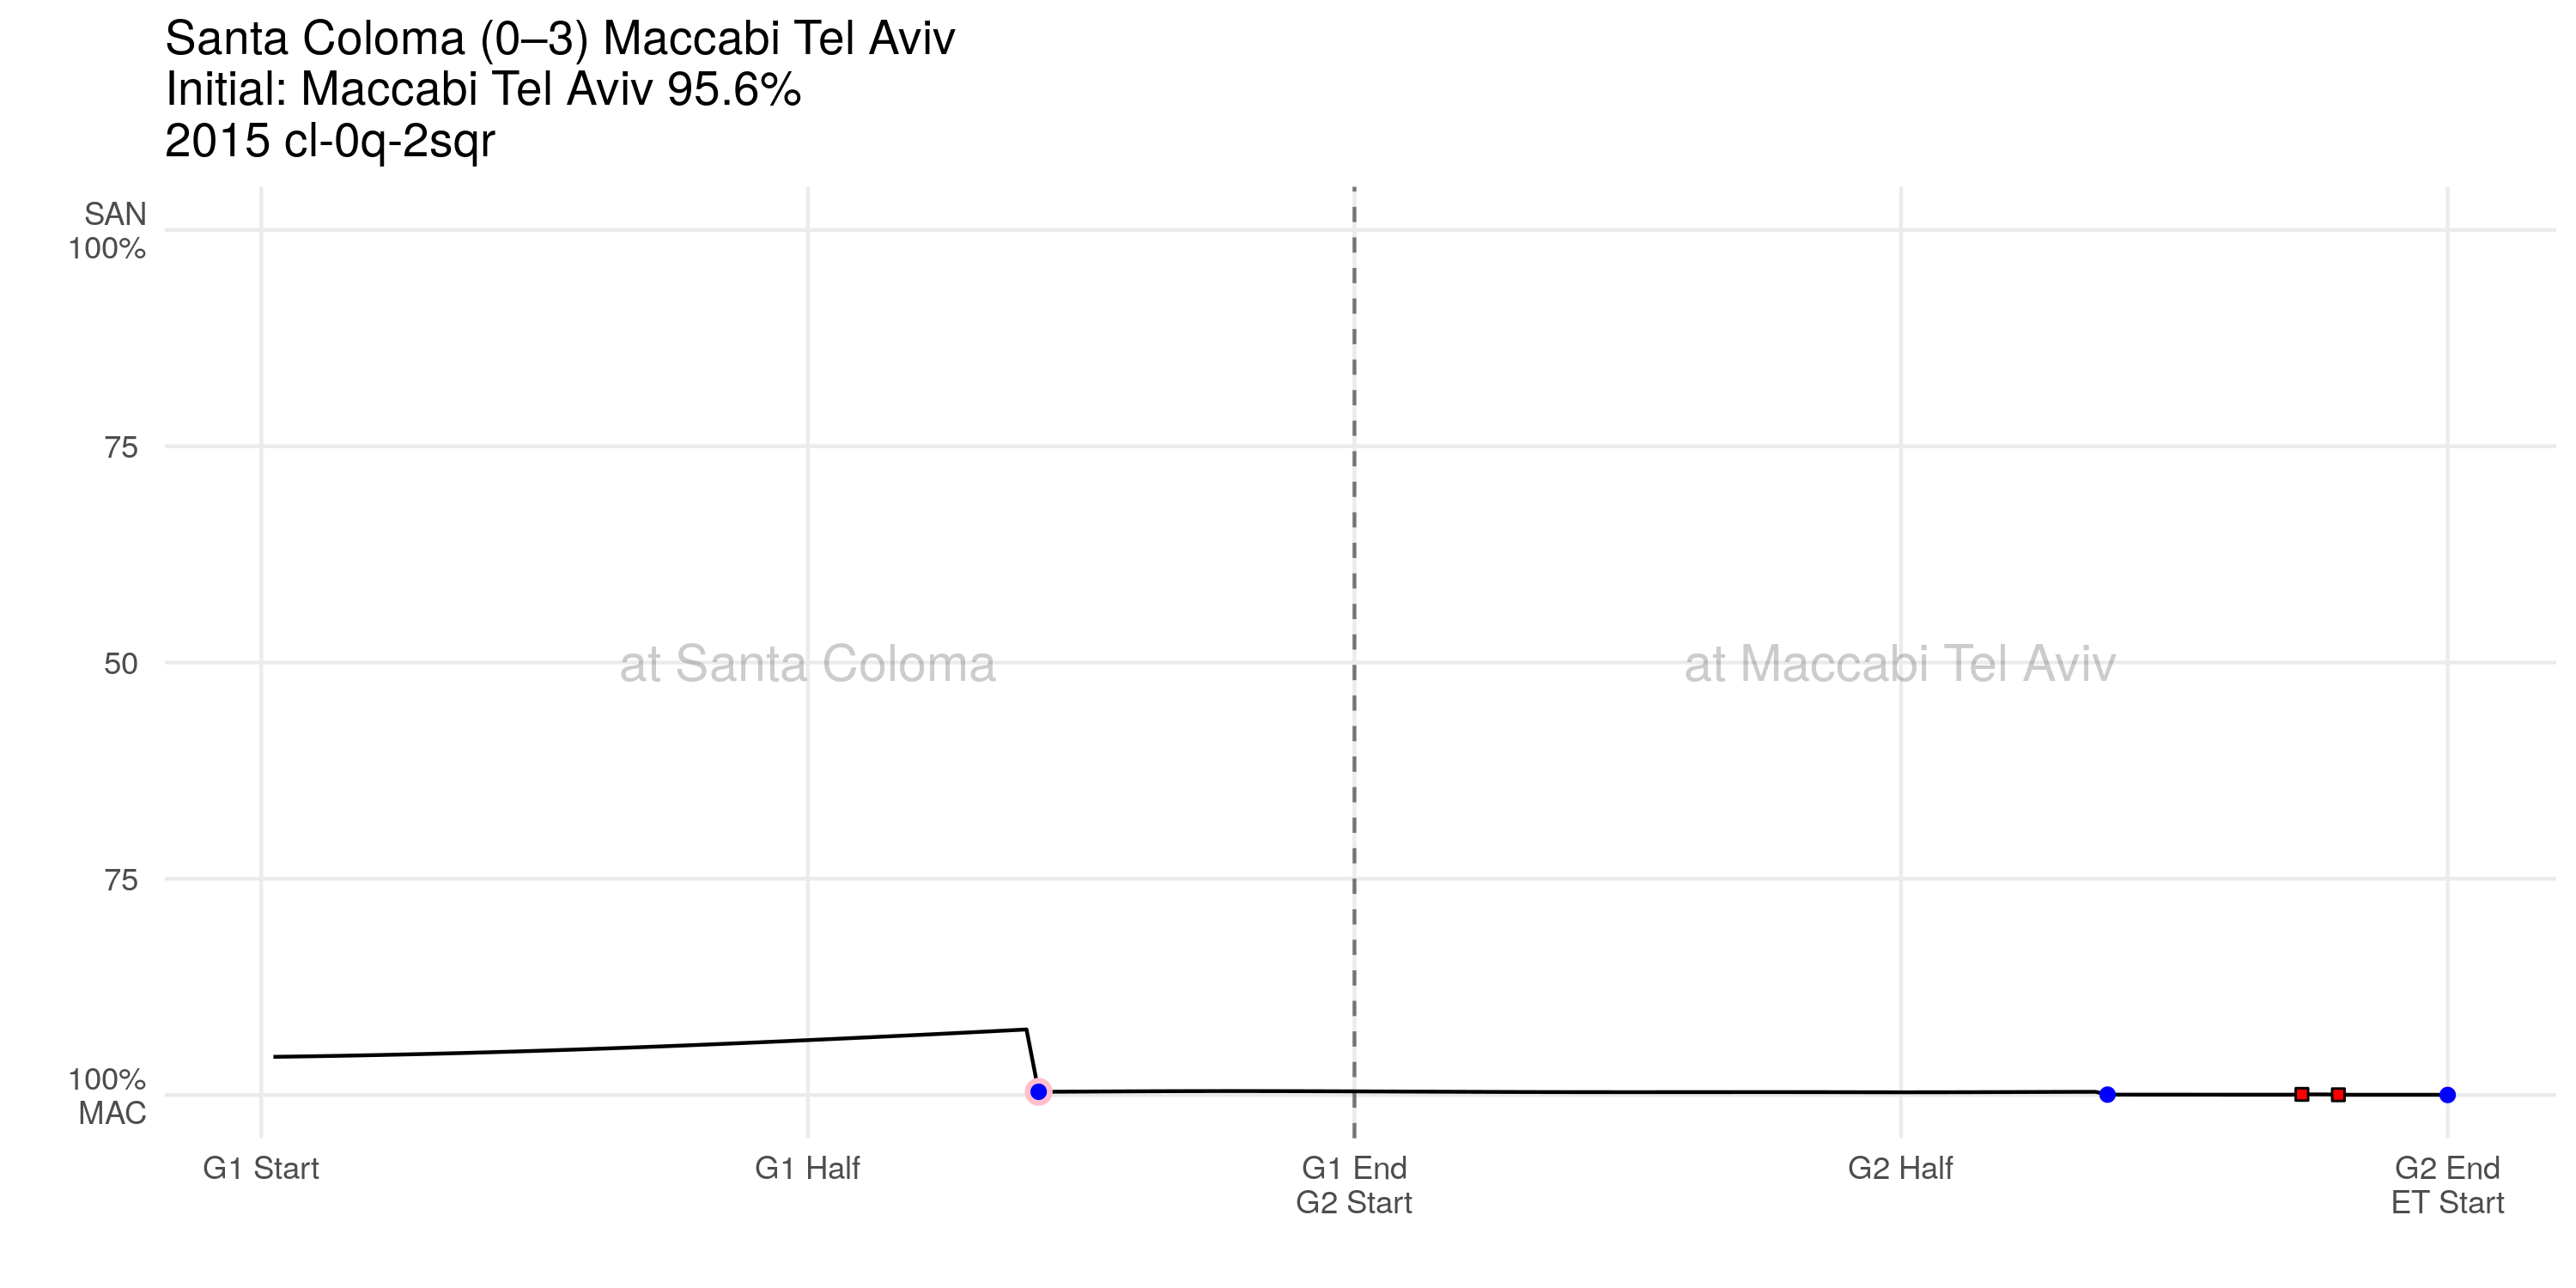 Santa Coloma (0–3) Maccabi Tel Aviv
Initial: Maccabi Tel Aviv 95.6%
2015 cl-0q-2sqr
SAN
100%
75
50
75
100%
MAC
at Santa Coloma
at Maccabi Tel Aviv
G1 Start
G1 Half
G1 End
G2 Start
G2 Half
G2 End
ET Start